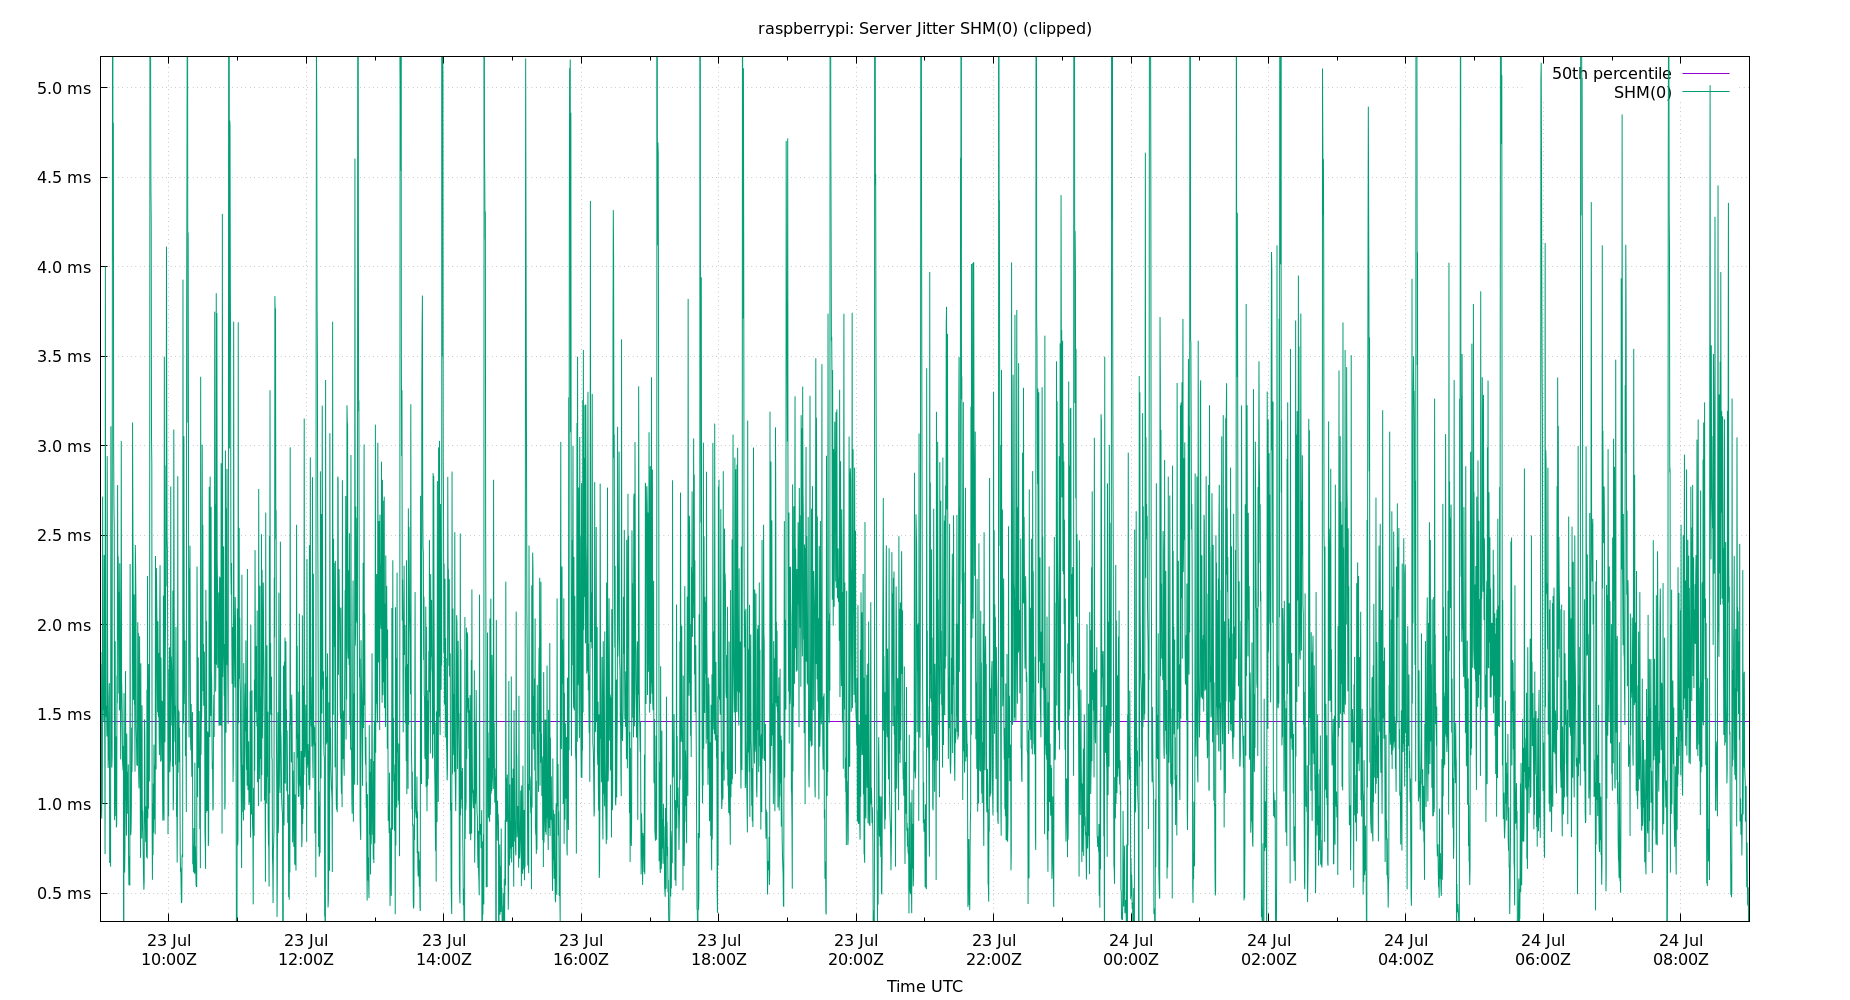 raspberrypi: Server Jitter SHM(0) (clipped)
50th percentile
SHM(0)
5.0 ms
4.5 ms
4.0 ms
3.5 ms
3.0 ms
2.5 ms
2.0 ms
1.5 ms
1.0 ms
0.5 ms
23 Jul 23 Jul 23 Jul 23 Jul 23 Jul 23 Jul 23 Jul 24 Jul 24 Jul 24 Jul 24 Jul 24 Jul
10:00Z 12:00Z 14:00Z 16:00Z 18:00Z 20:00Z 22:00Z 00:00Z 02:00Z 04:00Z 06:00Z 08:00Z
Time UTC